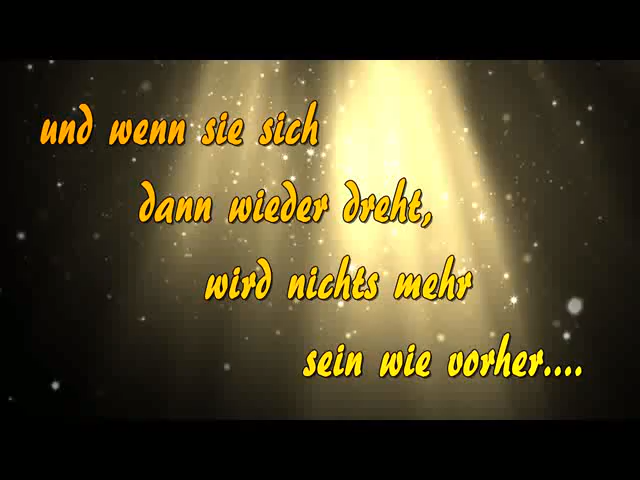 und wenn sie sich
dann wieder dreht,
wird nichts mehr
sein wie vorher....